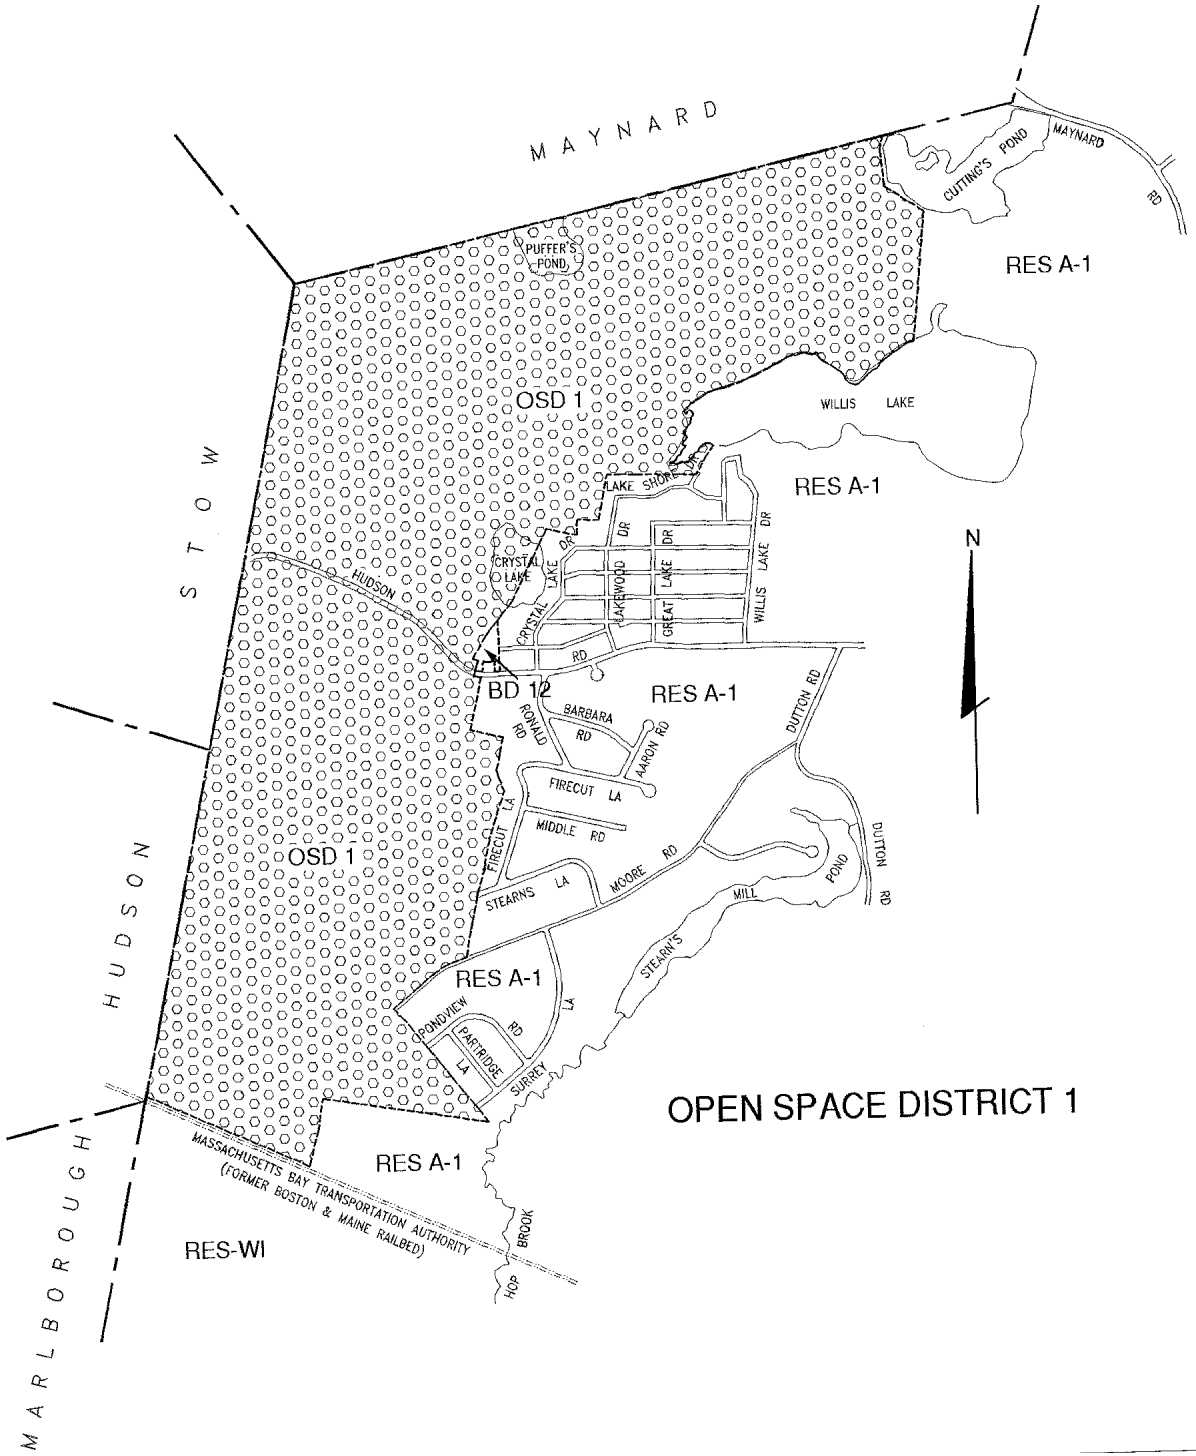 MAYNARD
CUTTING'S POND
MAYNARD
RD
RES A-1
PUFFER'S
POND
OSD 1
WILLIS LAKE
RES A-1
STOW
LAKE SHORE DR
CRYSTAL
LAKE
HUDSON
RD
CRYSTAL LAKE DR
LAKEWOOD DR
GREAT LAKE DR
WILLIS LAKE DR
N
BD 12
RES A-1
RONALD
RD
BARBARA
RD
AARON RD
DUTTON RD
FIRECUT LA
FIRECUT LA
MIDDLE RD
OSD 1
STEARNS LA
MOORE RD
DUTTON RD
STEARN'S MILL POND
HUDSON
RES A-1
PONDVIEW RD
PARTRIDGE
LA
SURREY LA
OPEN SPACE DISTRICT 1
RES A-1
MASSACHUSETTS BAY TRANSPORTATION AUTHORITY
(FORMER BOSTON & MAINE RAILBED)
RES-WI
HOP BROOK
MARLBOROUGH